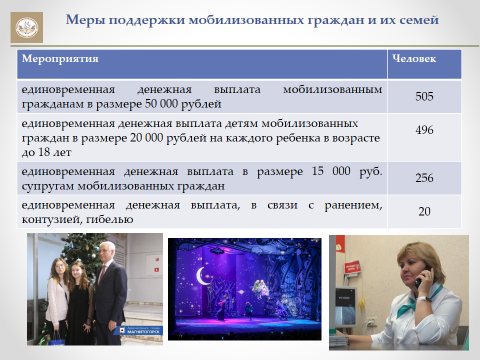 Меры поддержки мобилизованных граждан и их семей
Мероприятия Человек
единовременная денежная выплата мобилизованным
гражданам в размере 50 000 рублей 505
единовременная денежная выплата детям мобилизованных
граждан в размере 20 000 рублей на каждого ребенка в возрасте
до 18 лет 496
единовременная денежная выплата в размере 15 000 руб.
супругам мобилизованных граждан 256
единовременная денежная выплата, в связи с ранением,
контузией, гибелью 20
МАГНИТОГОРСК